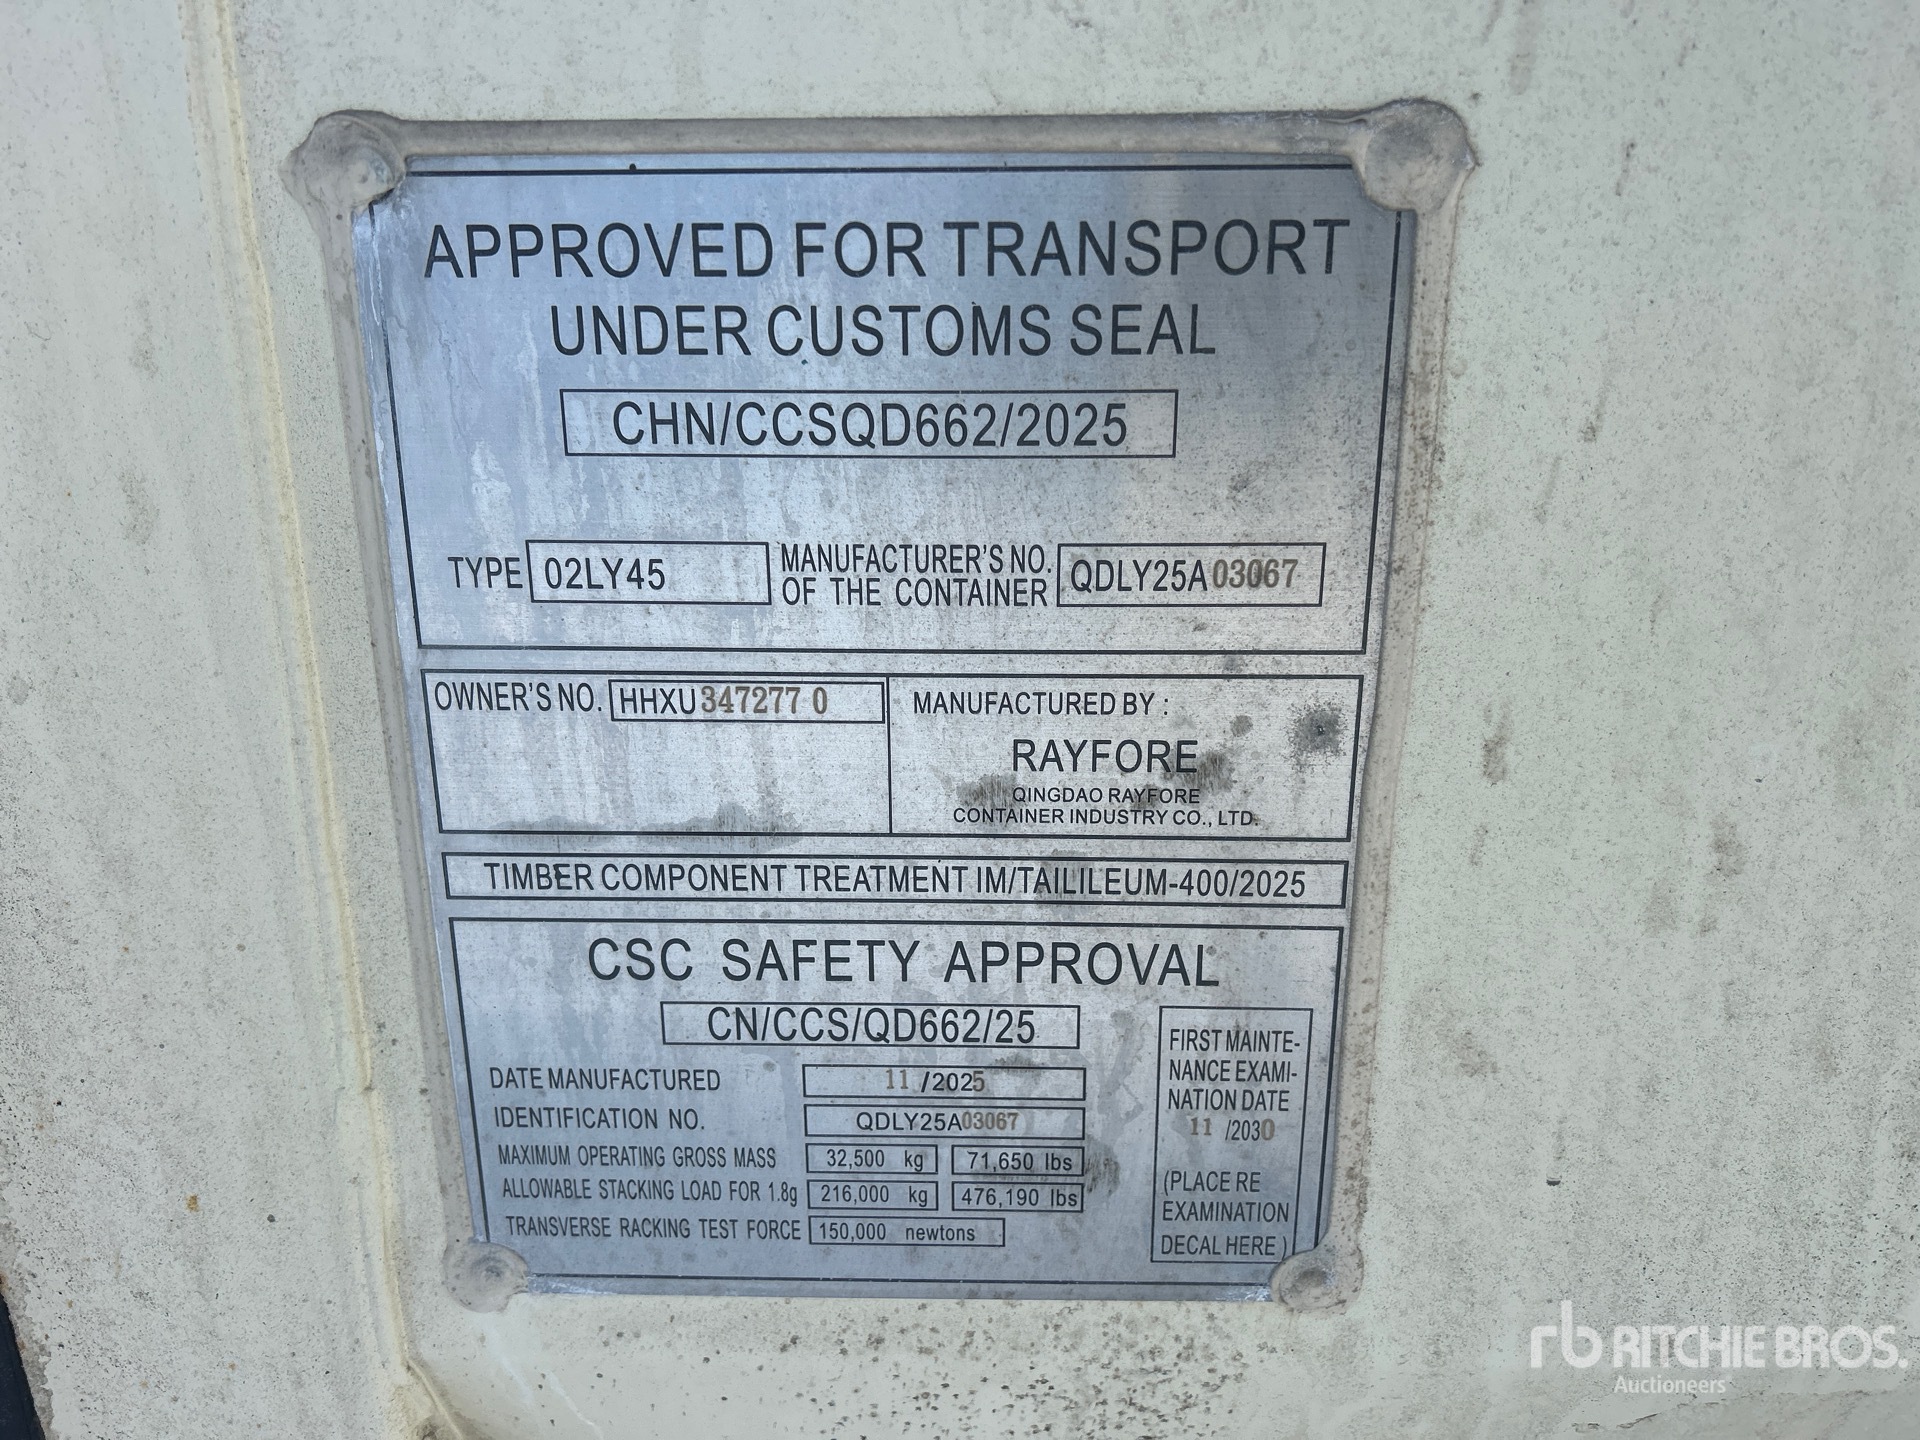 APPROVED FOR TRANSPORT
UNDER CUSTOMS SEAL
CHN/CCSQD662/2025
TYPE 02LY45
MANUFACTURER'S NO.
OF THE CONTAINER
QDLY25A03067
OWNER'S NO. HHXU 347277 0
MANUFACTURED BY :
RAYFORE
QINGDAO RAYFORE
CONTAINER INDUSTRY CO., LTD.
TIMBER COMPONENT TREATMENT IM/TAILILEUM-400/2025
CSC SAFETY APPROVAL
CN/CCS/QD662/25
DATE MANUFACTURED 11 /2025
IDENTIFICATION NO. QDLY25A03067
MAXIMUM OPERATING GROSS MASS 32,500 kg 71,650 lbs
ALLOWABLE STACKING LOAD FOR 1.8g 216,000 kg 476,190 lbs
TRANSVERSE RACKING TEST FORCE 150,000 newtons
FIRST MAINTE-
NANCE EXAMI-
NATION DATE
11 /2030
(PLACE RE
EXAMINATION
DECAL HERE )
rb RITCHIE BROS.
Auctioneers